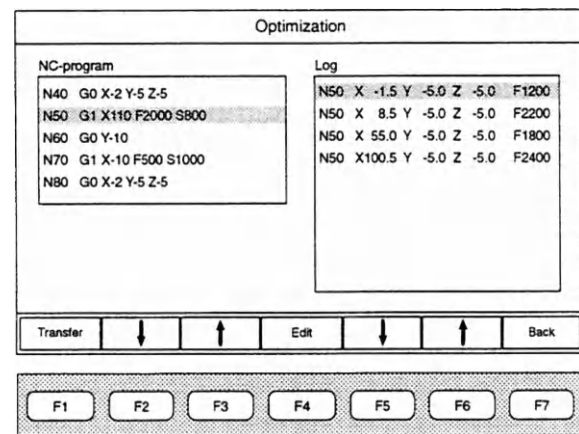 Optimization
NC-program
N40 G0 X-2 Y-5 Z-5
N50 G1 X110 F2000 S800
N60 G0 Y-10
N70 G1 X-10 F500 S1000
N80 G0 X-2 Y-5 Z-5
Log
N50 X -1.5 Y -5.0 Z -5.0 F1200
N50 X 8.5 Y -5.0 Z -5.0 F2200
N50 X 55.0 Y -5.0 Z -5.0 F1800
N50 X100.5 Y -5.0 Z -5.0 F2400
Transfer ↓ ↑ Edit ↓ ↑ Back
F1 F2 F3 F4 F5 F6 F7